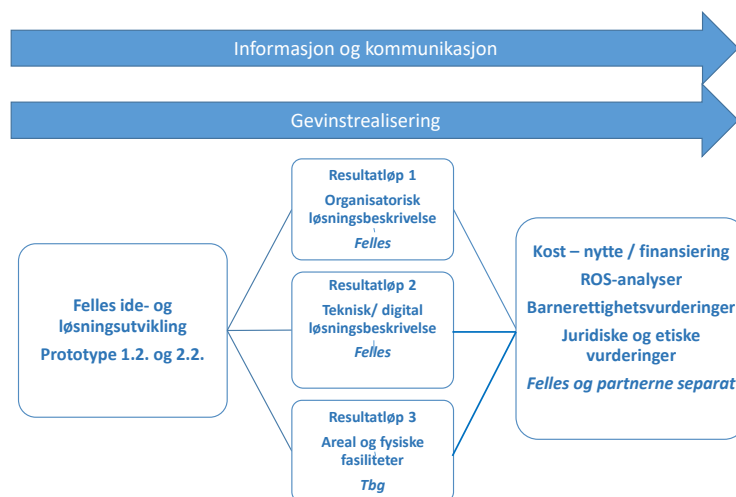 Informasjon og kommunikasjon
Gevinstrealisering
Felles ide- og
løsningsutvikling
Prototype 1.2. og 2.2.
Resultatløp 1
Organisatorisk
løsningsbeskrivelse
Felles
Resultatløp 2
Teknisk/ digital
løsningsbeskrivelse
Felles
Resultatløp 3
Areal og fysiske
fasiliteter
Tbg
Kost – nytte / finansiering
ROS-analyser
Barnerettighetsvurderinger
Juridiske og etiske
vurderinger
Felles og partnerne separat